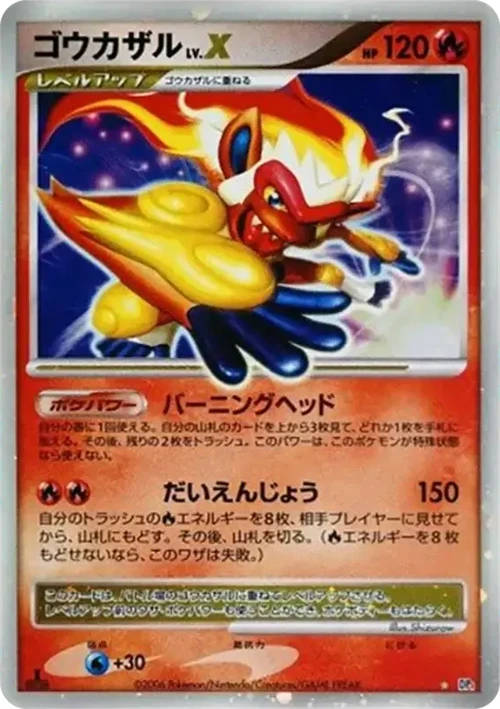 ゴウカザル LV.X HP 120
レベルアップ ゴウカザルに重ねる
ポケパワー バーニングヘッド
自分の番に1回使える。自分の山札のカードを上から3枚見て、どれか1枚を手札に
加える。その後、残りの2枚をトラッシュ。このパワーは、このポケモンが特殊状態
なら使えない。
だいえんじょう 150
自分のトラッシュの エネルギーを8枚、相手プレイヤーに見せて
から、山札にもどす。その後、山札を切る。( エネルギーを8枚
もどせないなら、このワザは失敗。)
このカードは、バトル場のゴウカザルに重ねてレベルアップさせる。
レベルアップ前のワザ・ポケパワーも使うことができ、ポケボディーもはたらく。
Illus. Shizurow
弱点 抵抗力 にげる
+30
©2006 Pokémon/Nintendo/Creatures/GAME FREAK